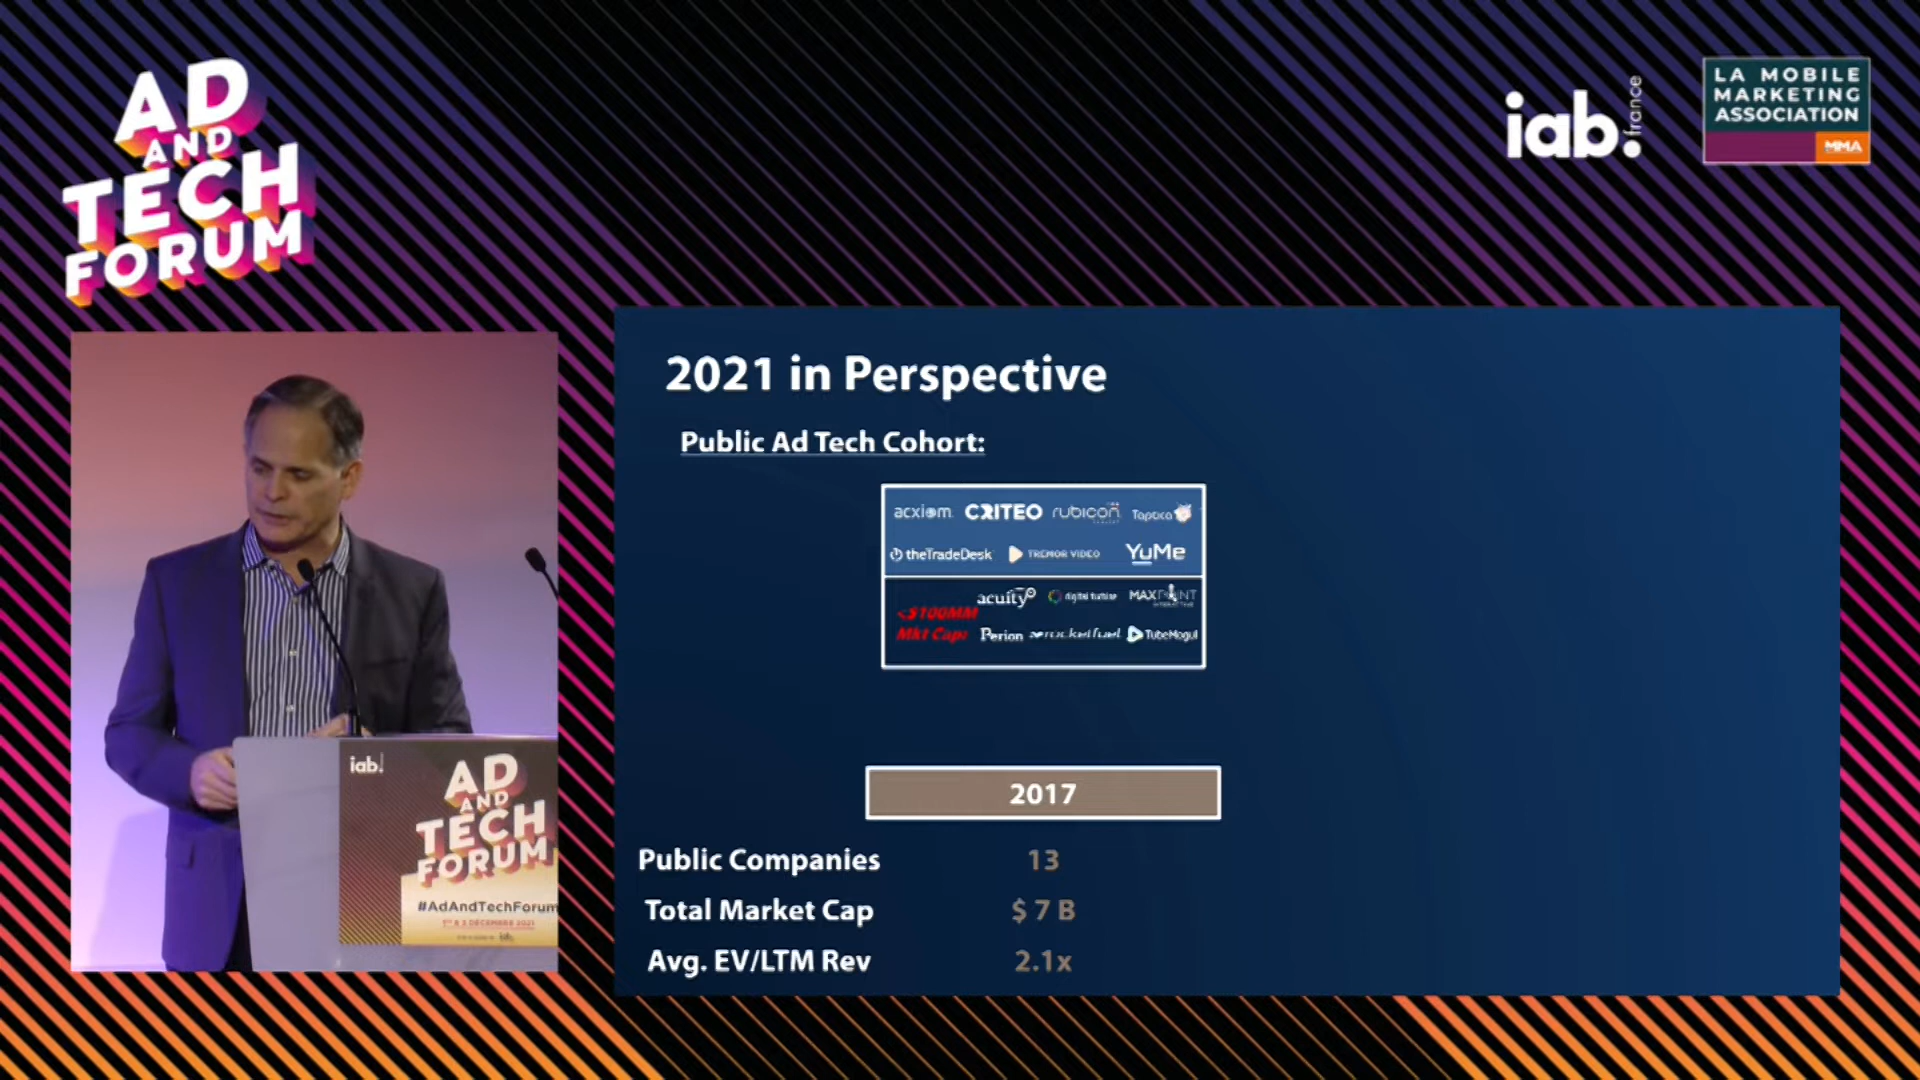 AD
AND
TECH
FORUM
iab.
france
LA MOBILE
MARKETING
ASSOCIATION
MMA
2021 in Perspective
Public Ad Tech Cohort:
acxiom CRITEO rubicon Taptica
theTradeDesk TREMOR VIDEO YuMe
acuity digital turbine MAXPOINT
INTERACTIVE
<$100MM
Mkt Cap: Perion rocketfuel TubeMogul
2017
Public Companies 13
Total Market Cap $ 7 B
Avg. EV/LTM Rev 2.1x
iab.
AD
AND
TECH
FORUM
#AdAndTechForum